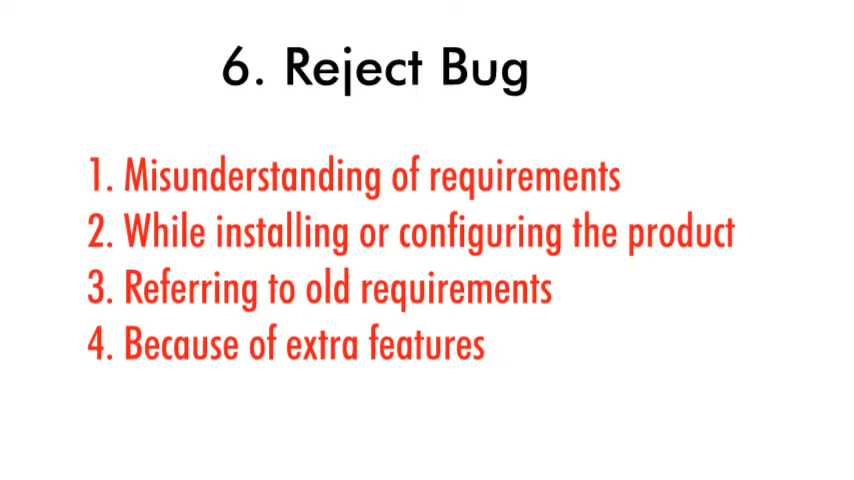 6. Reject Bug
1. Misunderstanding of requirements
2. While installing or configuring the product
3. Referring to old requirements
4. Because of extra features